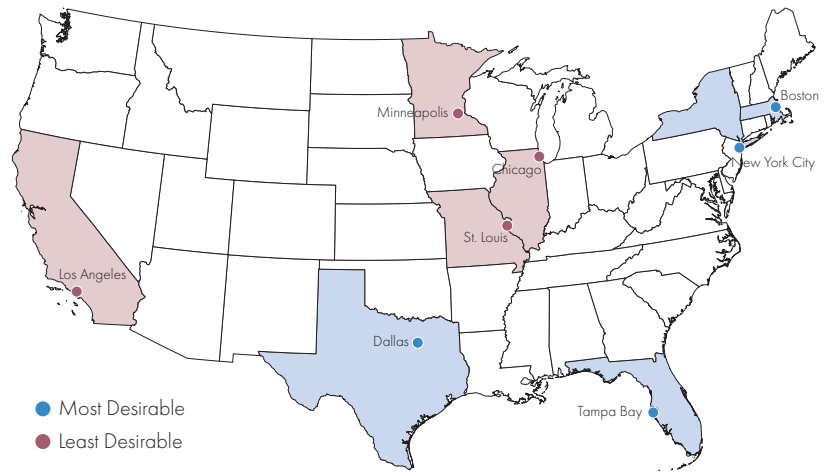 Boston
Minneapolis
New York City
Chicago
St. Louis
Los Angeles
Dallas
Most Desirable
Tampa Bay
Least Desirable